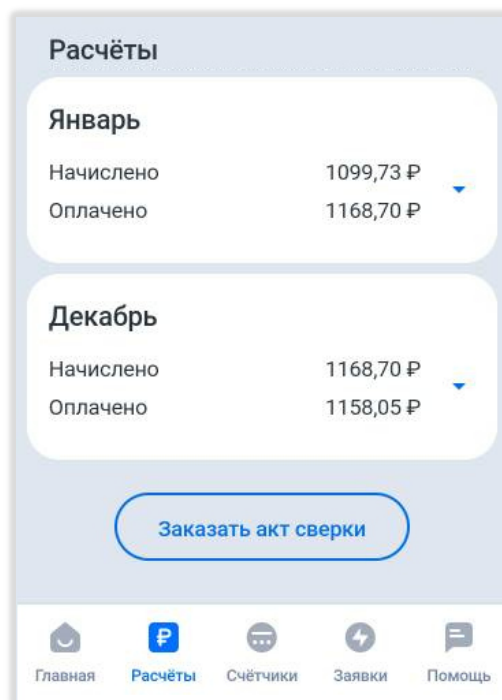 Расчёты
Январь
Начислено 1099,73 ₽
Оплачено 1168,70 ₽
Декабрь
Начислено 1168,70 ₽
Оплачено 1158,05 ₽
Заказать акт сверки
Главная Расчёты Счётчики Заявки Помощь